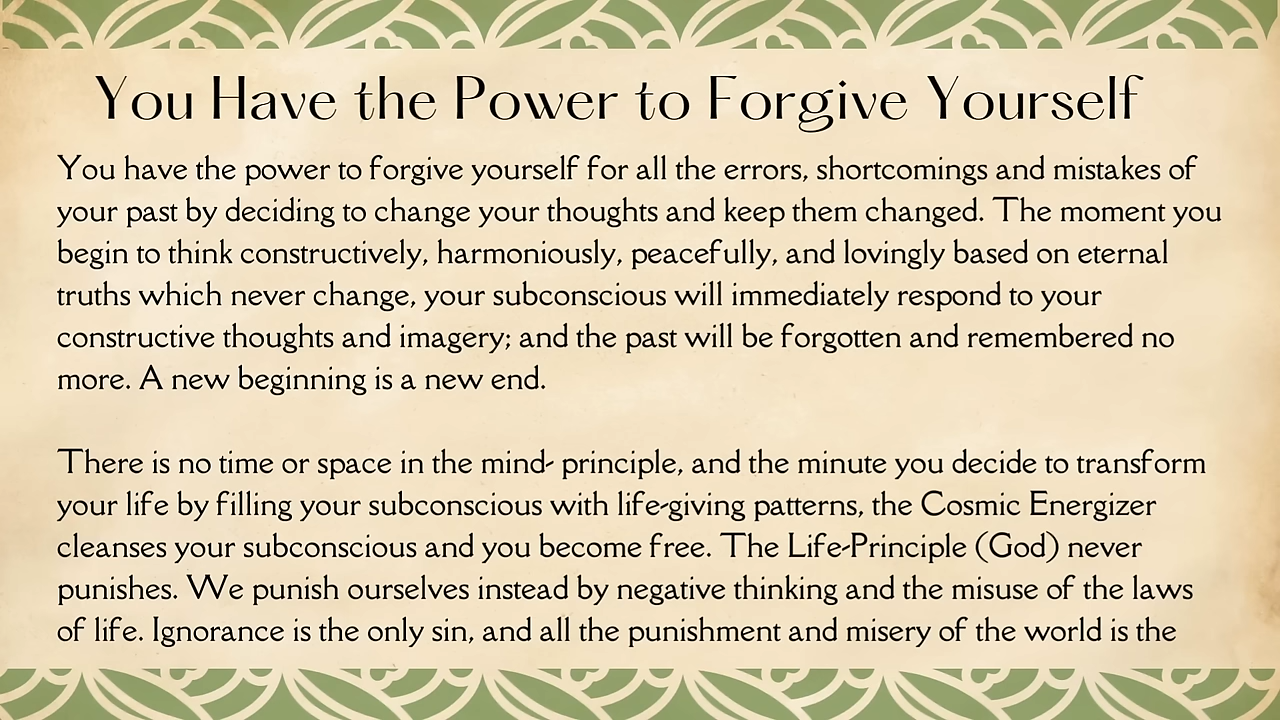 You Have the Power to Forgive Yourself
You have the power to forgive yourself for all the errors, shortcomings and mistakes of
your past by deciding to change your thoughts and keep them changed. The moment you
begin to think constructively, harmoniously, peacefully, and lovingly based on eternal
truths which never change, your subconscious will immediately respond to your
constructive thoughts and imagery; and the past will be forgotten and remembered no
more. A new beginning is a new end.
There is no time or space in the mind- principle, and the minute you decide to transform
your life by filling your subconscious with life-giving patterns, the Cosmic Energizer
cleanses your subconscious and you become free. The Life-Principle (God) never
punishes. We punish ourselves instead by negative thinking and the misuse of the laws
of life. Ignorance is the only sin, and all the punishment and misery of the world is the